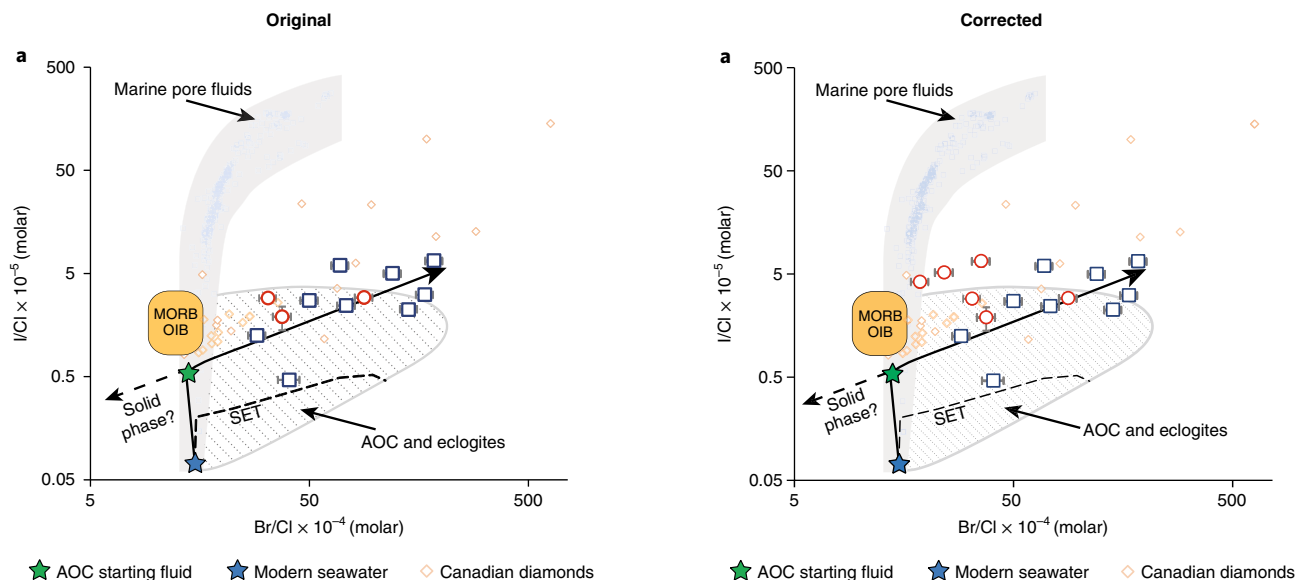 Original
a
500
50
5
0.5
0.05
I/Cl × 10⁻⁵ (molar)
Marine pore fluids
MORB
OIB
Solid
phase?
SET
AOC and eclogites
5
50
500
Br/Cl × 10⁻⁴ (molar)
AOC starting fluid
Modern seawater
Canadian diamonds
Corrected
a
500
50
5
0.5
0.05
I/Cl × 10⁻⁵ (molar)
Marine pore fluids
MORB
OIB
Solid
phase?
SET
AOC and eclogites
5
50
500
Br/Cl × 10⁻⁴ (molar)
AOC starting fluid
Modern seawater
Canadian diamonds